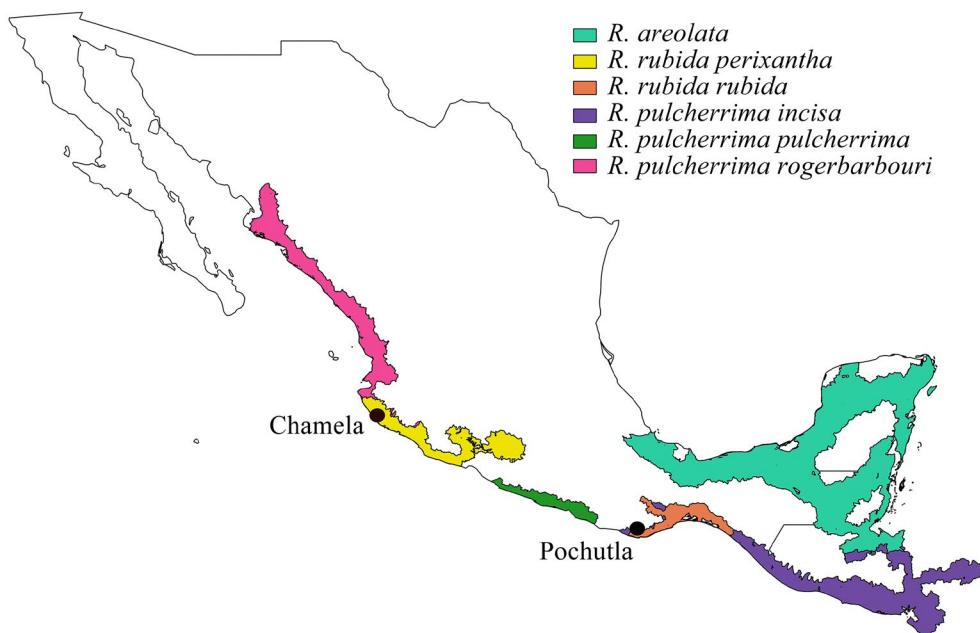 R. areolata
R. rubida perixantha
R. rubida rubida
R. pulcherrima incisa
R. pulcherrima pulcherrima
R. pulcherrima rogerbarbouri
Chamela
Pochutla